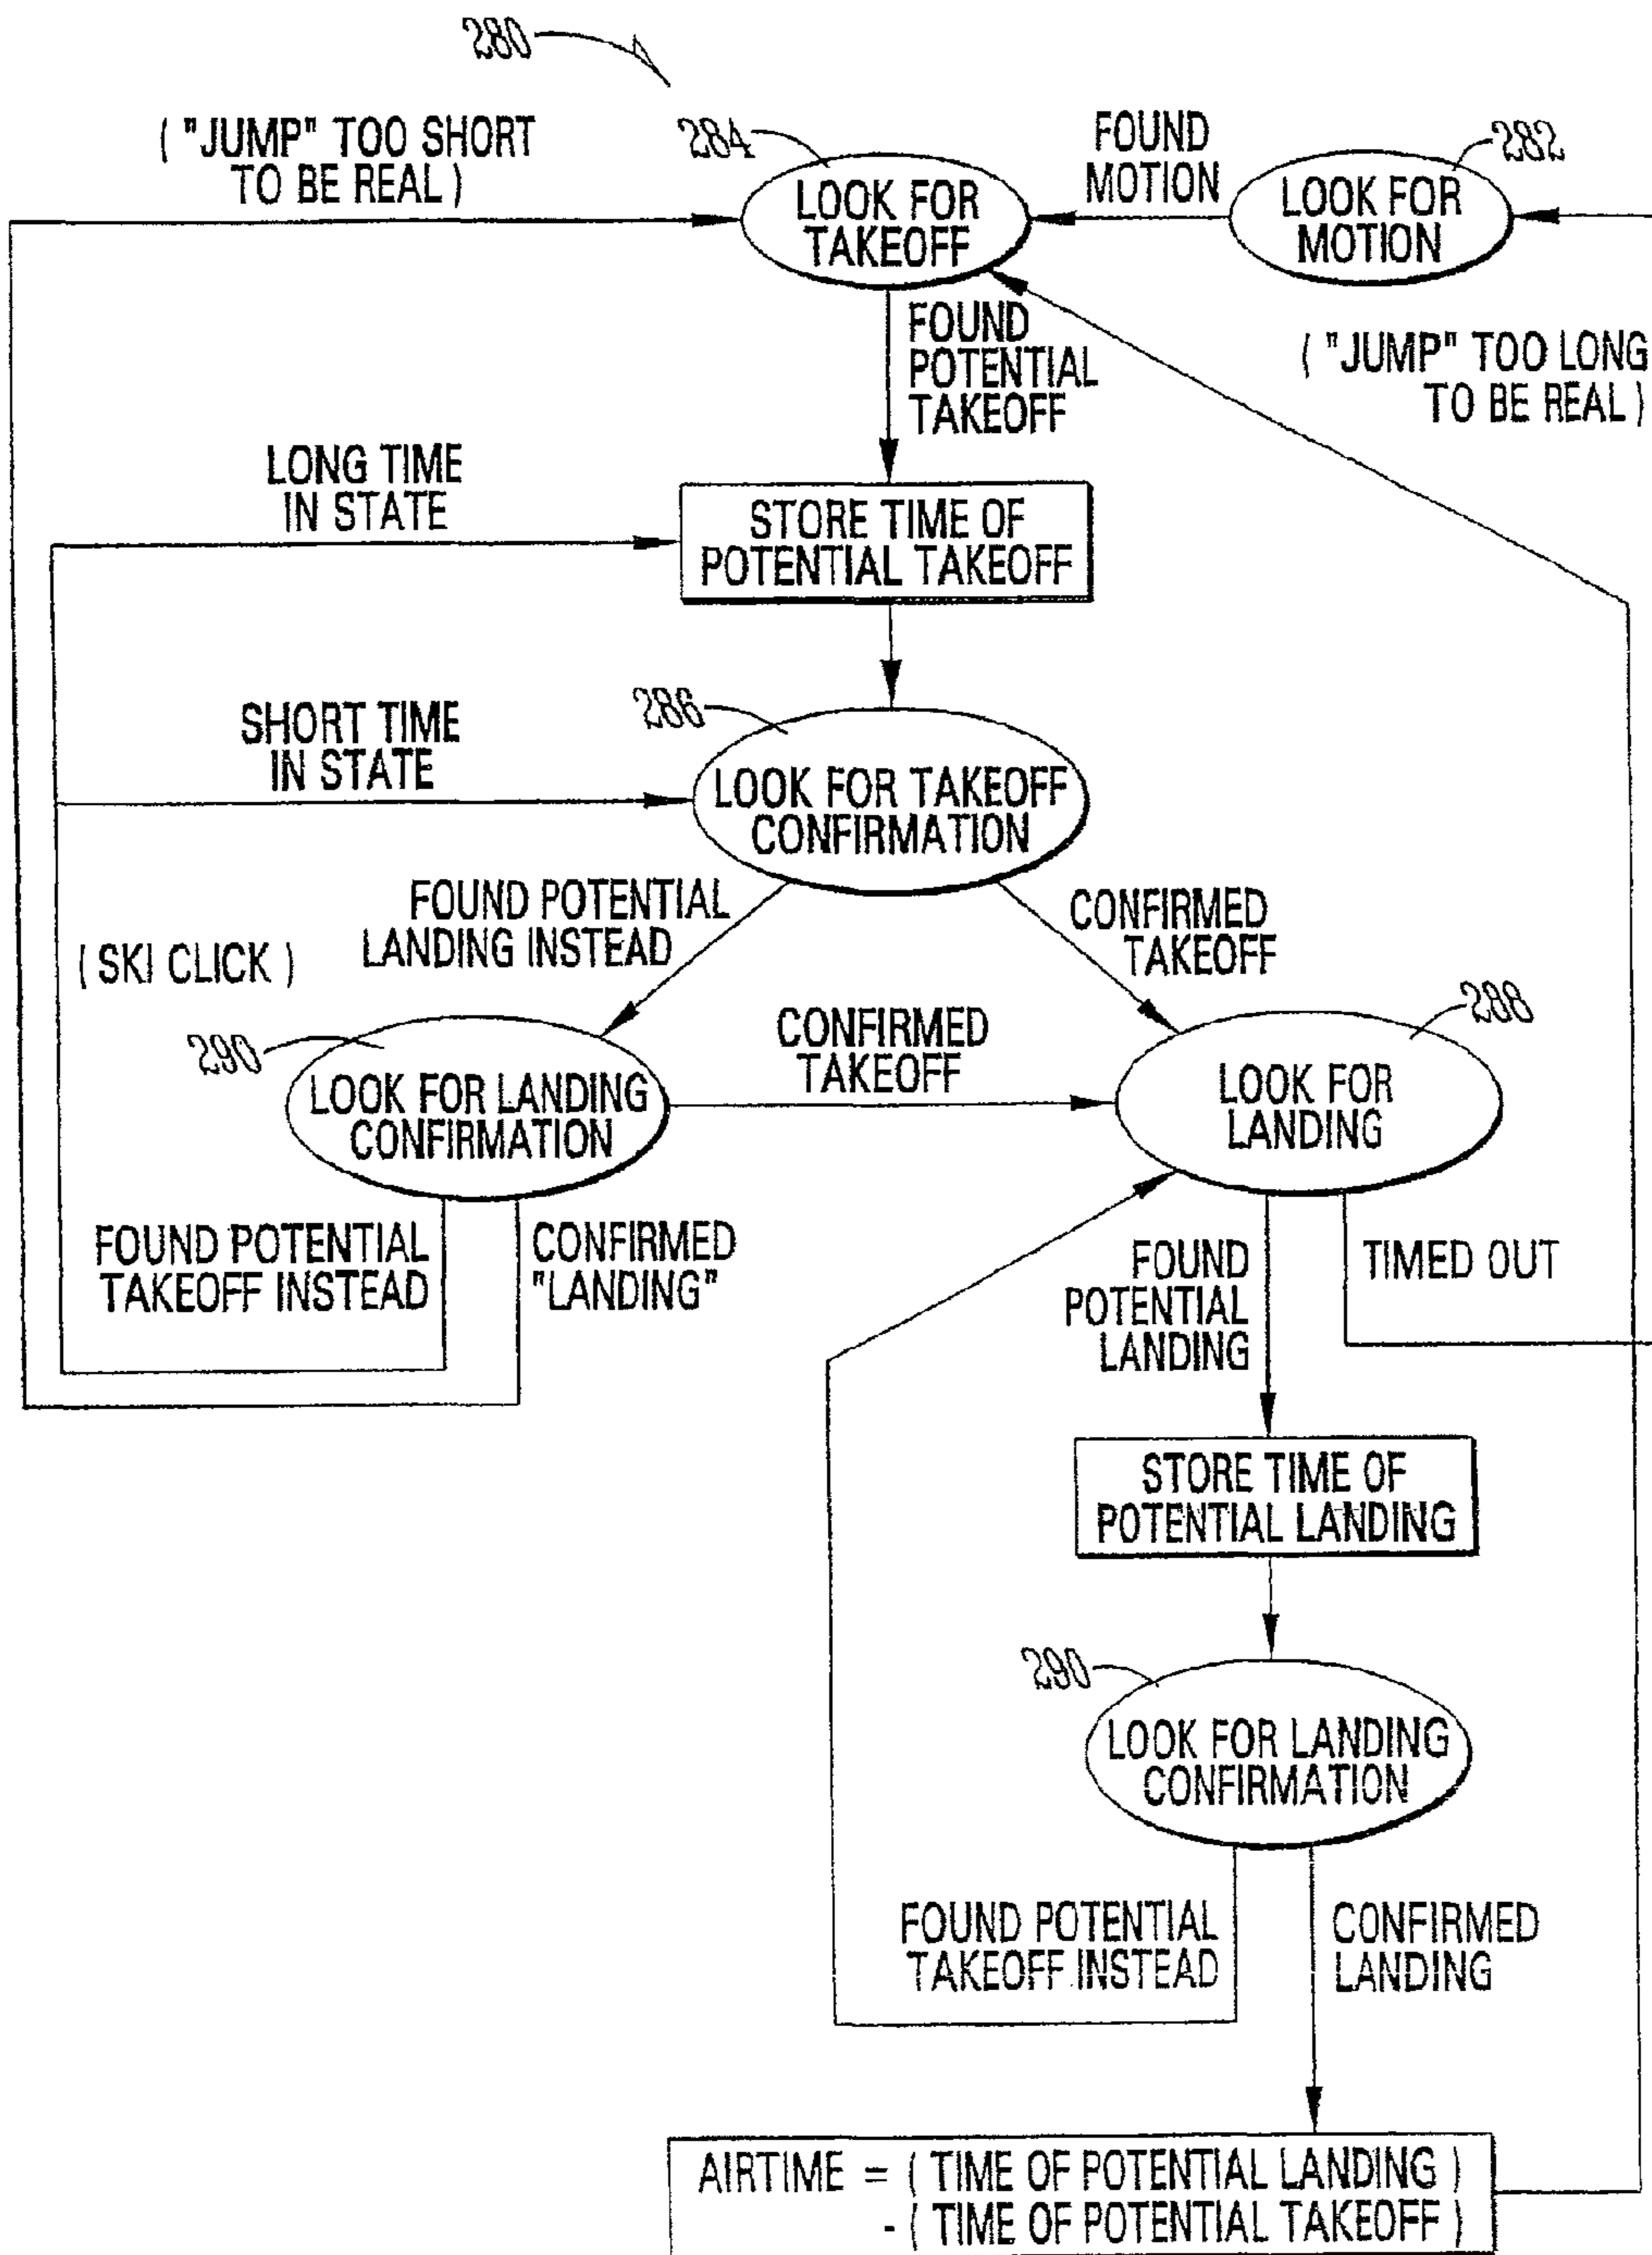 280
( "JUMP" TOO SHORT
TO BE REAL )
284
FOUND
MOTION
282
LOOK FOR
TAKEOFF
LOOK FOR
MOTION
FOUND
POTENTIAL
TAKEOFF
( "JUMP" TOO LONG
TO BE REAL )
LONG TIME
IN STATE
STORE TIME OF
POTENTIAL TAKEOFF
SHORT TIME
IN STATE
286
LOOK FOR TAKEOFF
CONFIRMATION
FOUND POTENTIAL
LANDING INSTEAD
CONFIRMED
TAKEOFF
( SKI CLICK )
290
LOOK FOR LANDING
CONFIRMATION
CONFIRMED
TAKEOFF
288
LOOK FOR
LANDING
FOUND POTENTIAL
TAKEOFF INSTEAD
CONFIRMED
"LANDING"
FOUND
POTENTIAL
LANDING
TIMED OUT
STORE TIME OF
POTENTIAL LANDING
290
LOOK FOR LANDING
CONFIRMATION
FOUND POTENTIAL
TAKEOFF INSTEAD
CONFIRMED
LANDING
AIRTIME = ( TIME OF POTENTIAL LANDING )
- ( TIME OF POTENTIAL TAKEOFF )